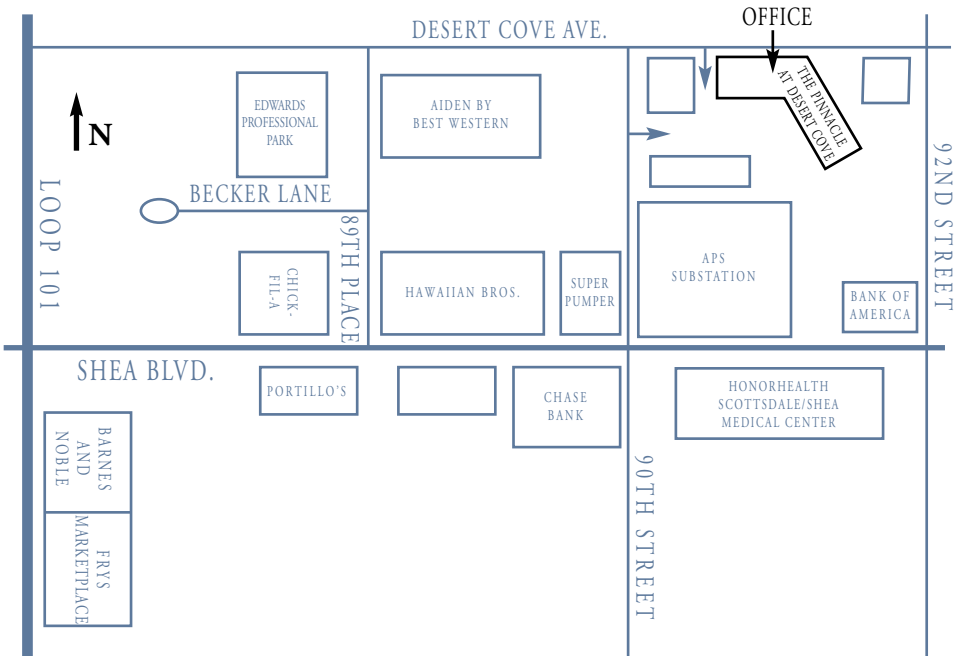 OFFICE
DESERT COVE AVE.
THE PINNACLE
AT DESERT COVE
EDWARDS
PROFESSIONAL
PARK
AIDEN BY
BEST WESTERN
N
BECKER LANE
LOOP 101
89TH PLACE
92ND STREET
CHICK-
FIL-A
HAWAIIAN BROS.
SUPER
PUMPER
APS
SUBSTATION
BANK OF
AMERICA
SHEA BLVD.
PORTILLO'S
CHASE
BANK
HONORHEALTH
SCOTTSDALE/SHEA
MEDICAL CENTER
BARNES
AND
NOBLE
90TH STREET
FRYS
MARKETPLACE